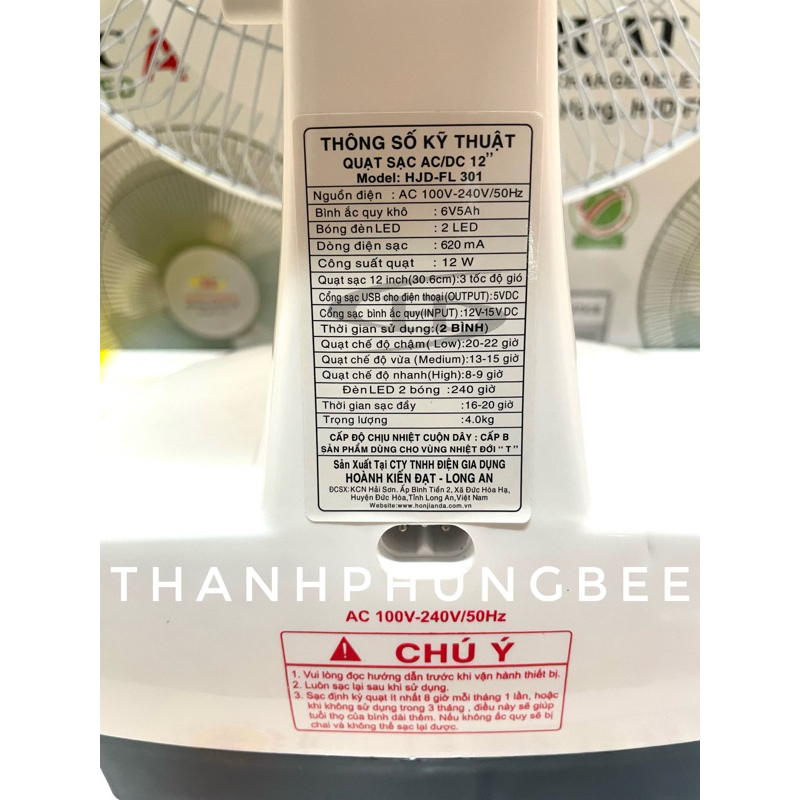 THÔNG SỐ KỸ THUẬT
QUẠT SẠC AC/DC 12"
Model: HJD-FL 301
Nguồn điện : AC 100V-240V/50Hz
Bình ắc quy khô : 6V5Ah
Bóng đèn LED : 2 LED
Dòng điện sạc : 620 mA
Công suất quạt : 12 W
Quạt sạc 12 inch(30.6cm):3 tốc độ gió
Cổng sạc USB cho điện thoại(OUTPUT):5VDC
Cổng sạc bình ắc quy(INPUT):12V-15V DC
Thời gian sử dụng:(2 BÌNH)
Quạt chế độ chậm( Low):20-22 giờ
Quạt chế độ vừa (Medium):13-15 giờ
Quạt chế độ nhanh(High):8-9 giờ
Đèn LED 2 bóng : 240 giờ
Thời gian sạc đầy :16-20 giờ
Trọng lượng :4.0kg
CẤP ĐỘ CHỊU NHIỆT CUỘN DÂY : CẤP B
SẢN PHẨM DÙNG CHO VÙNG NHIỆT ĐỚI " T "
Sản Xuất Tại CTY TNHH ĐIỆN GIA DỤNG
HOÀNH KIẾN ĐẠT - LONG AN
ĐCSX:KCN Hải Sơn. Ấp Bình Tiền 2, Xã Đức Hòa Hạ,
Huyện Đức Hòa,Tỉnh Long An,Việt Nam
Website:www.honjianda.com.vn
THANHPHUNGBEE
AC 100V-240V/50Hz
CHÚ Ý
1. Vui lòng đọc hướng dẫn trước khi vận hành thiết bị.
2. Luôn sạc lại sau khi sử dụng.
3. Sạc định kỳ quạt ít nhất 8 giờ mỗi tháng 1 lần, hoặc
khi không sử dụng trong 3 tháng , điều này sẽ giúp
tuổi thọ của bình dài thêm. Nếu không ắc quy sẽ bị
chai và không thể sạc lại được.